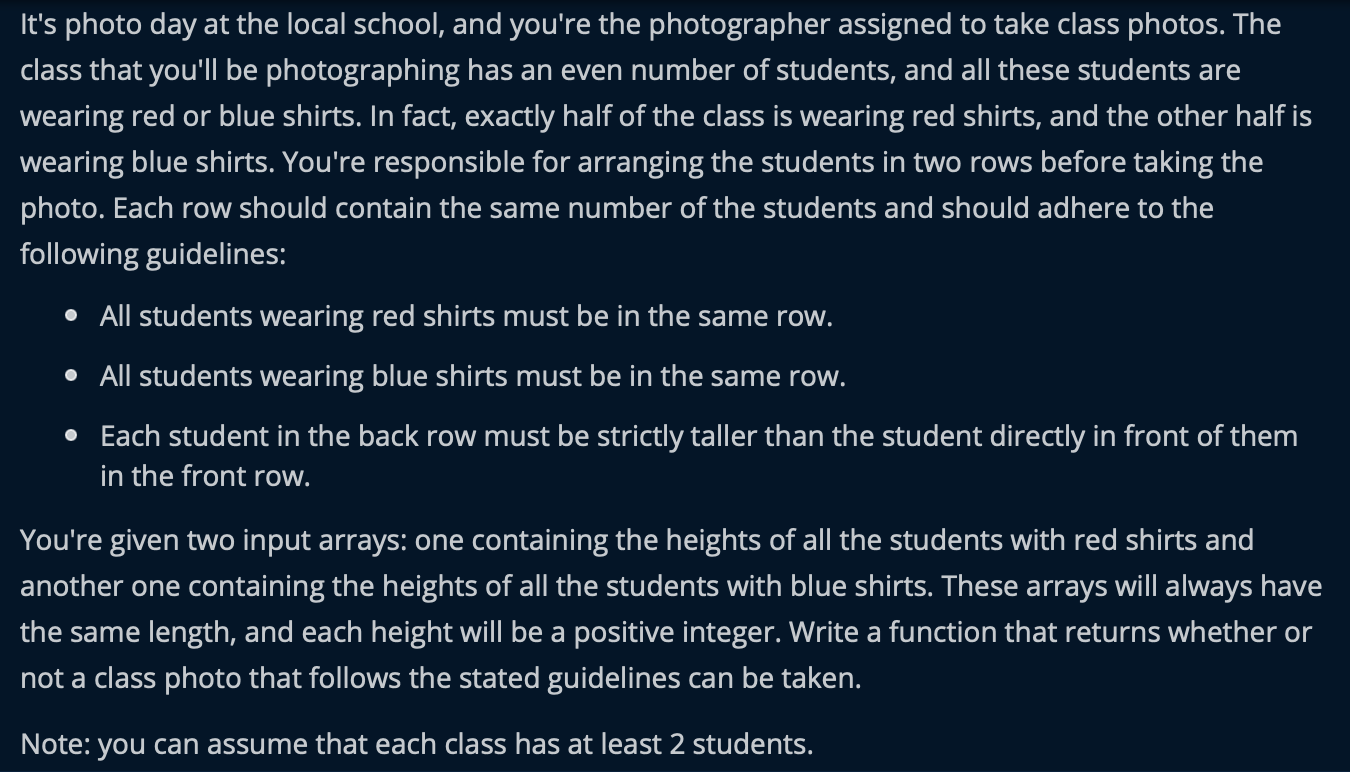 It's photo day at the local school, and you're the photographer assigned to take class photos. The
class that you'll be photographing has an even number of students, and all these students are
wearing red or blue shirts. In fact, exactly half of the class is wearing red shirts, and the other half is
wearing blue shirts. You're responsible for arranging the students in two rows before taking the
photo. Each row should contain the same number of the students and should adhere to the
following guidelines:
• All students wearing red shirts must be in the same row.
• All students wearing blue shirts must be in the same row.
• Each student in the back row must be strictly taller than the student directly in front of them
in the front row.
You're given two input arrays: one containing the heights of all the students with red shirts and
another one containing the heights of all the students with blue shirts. These arrays will always have
the same length, and each height will be a positive integer. Write a function that returns whether or
not a class photo that follows the stated guidelines can be taken.
Note: you can assume that each class has at least 2 students.